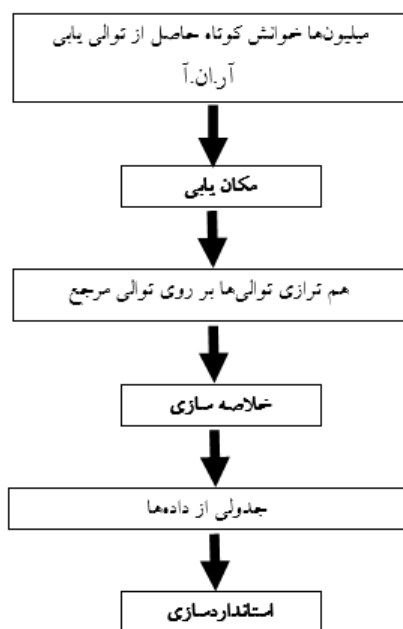 میلیون‌ها خوانش کوتاه حاصل از توالی یابی
آر.ان.آ
مکان یابی
هم ترازی توالی‌ها بر روی توالی مرجع
خلاصه سازی
جدولی از داده‌ها
استانداردسازی